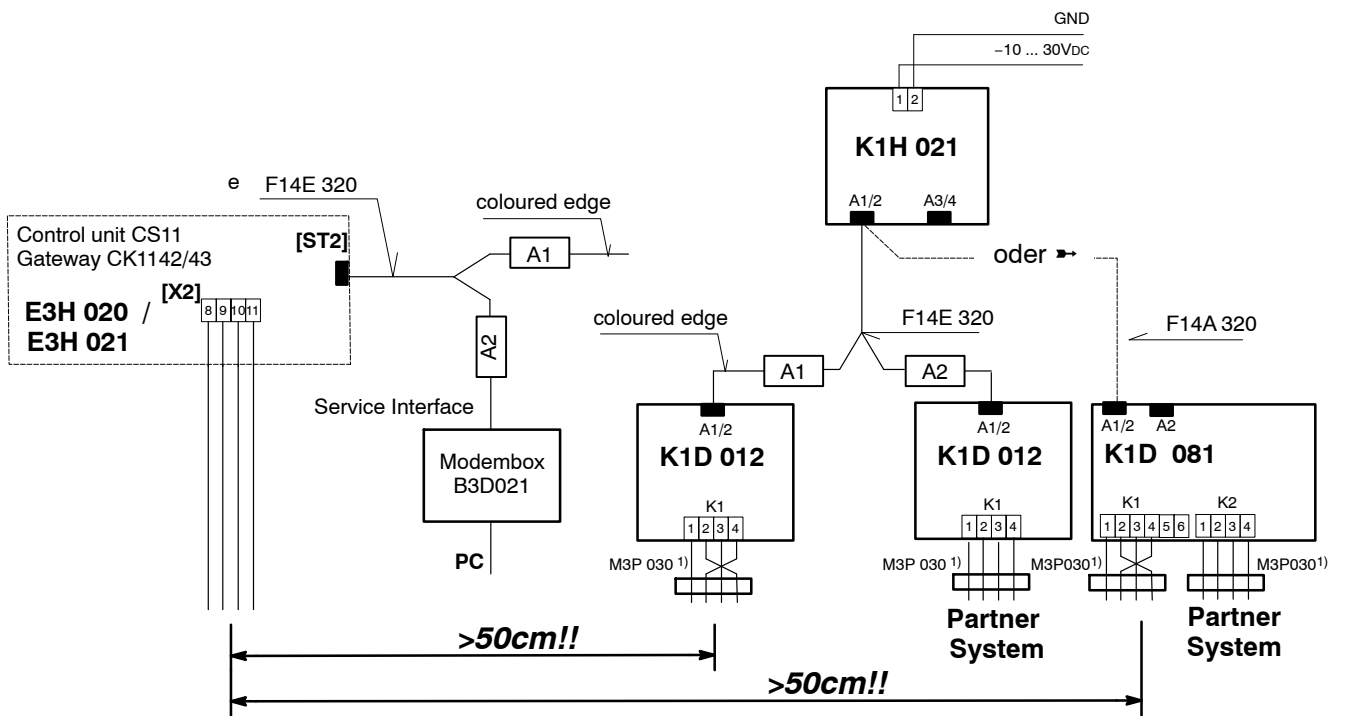 GND
−10 ... 30VDC
1 2
K1H 021
A1/2 A3/4
e F14E 320
coloured edge
Control unit CS11
Gateway CK1142/43
[ST2]
A1
oder
[X2]
E3H 020 /
E3H 021
8 9 10 11
A2
coloured edge
F14E 320
F14A 320
A1
A2
Service Interface
A1/2
K1D 012
A1/2
K1D 012
A1/2 A2
K1D 081
Modembox
B3D021
K1
1 2 3 4
K1
1 2 3 4
K1
1 2 3 4 5 6
K2
1 2 3 4
PC
M3P 030 1)
M3P 030 1)
M3P030 1)
M3P030 1)
Partner
System
Partner
System
>50cm!!
>50cm!!